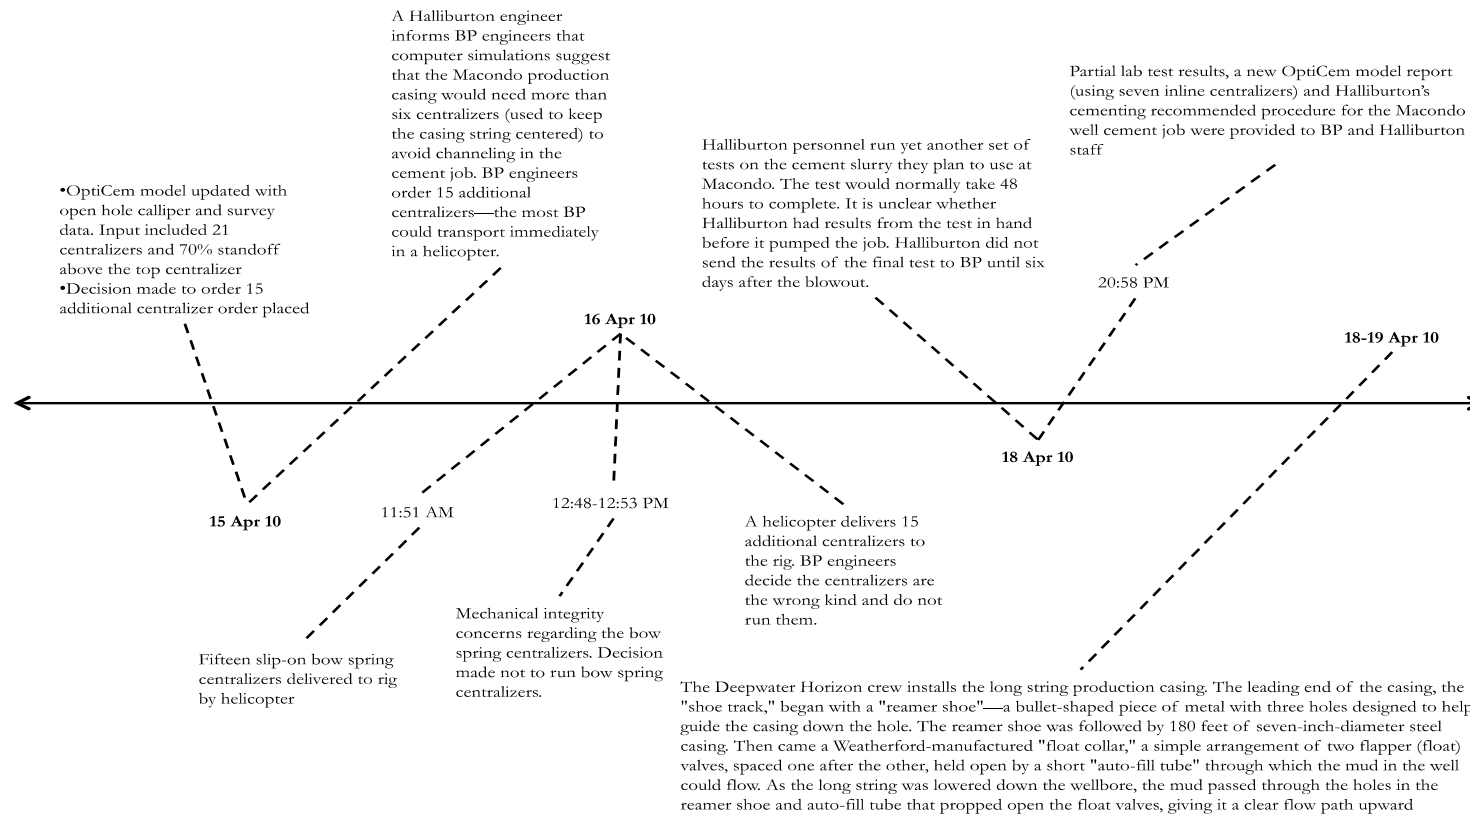 •OptiCem model updated with
open hole calliper and survey
data. Input included 21
centralizers and 70% standoff
above the top centralizer
•Decision made to order 15
additional centralizer order placed
A Halliburton engineer
informs BP engineers that
computer simulations suggest
that the Macondo production
casing would need more than
six centralizers (used to keep
the casing string centered) to
avoid channeling in the
cement job. BP engineers
order 15 additional
centralizers—the most BP
could transport immediately
in a helicopter.
15 Apr 10
16 Apr 10
11:51 AM
Fifteen slip-on bow spring
centralizers delivered to rig
by helicopter
12:48-12:53 PM
Mechanical integrity
concerns regarding the bow
spring centralizers. Decision
made not to run bow spring
centralizers.
A helicopter delivers 15
additional centralizers to
the rig. BP engineers
decide the centralizers are
the wrong kind and do not
run them.
Halliburton personnel run yet another set of
tests on the cement slurry they plan to use at
Macondo. The test would normally take 48
hours to complete. It is unclear whether
Halliburton had results from the test in hand
before it pumped the job. Halliburton did not
send the results of the final test to BP until six
days after the blowout.
18 Apr 10
Partial lab test results, a new OptiCem model report
(using seven inline centralizers) and Halliburton's
cementing recommended procedure for the Macondo
well cement job were provided to BP and Halliburton
staff
20:58 PM
18-19 Apr 10
The Deepwater Horizon crew installs the long string production casing. The leading end of the casing, the
"shoe track," began with a "reamer shoe"—a bullet-shaped piece of metal with three holes designed to help
guide the casing down the hole. The reamer shoe was followed by 180 feet of seven-inch-diameter steel
casing. Then came a Weatherford-manufactured "float collar," a simple arrangement of two flapper (float)
valves, spaced one after the other, held open by a short "auto-fill tube" through which the mud in the well
could flow. As the long string was lowered down the wellbore, the mud passed through the holes in the
reamer shoe and auto-fill tube that propped open the float valves, giving it a clear flow path upward